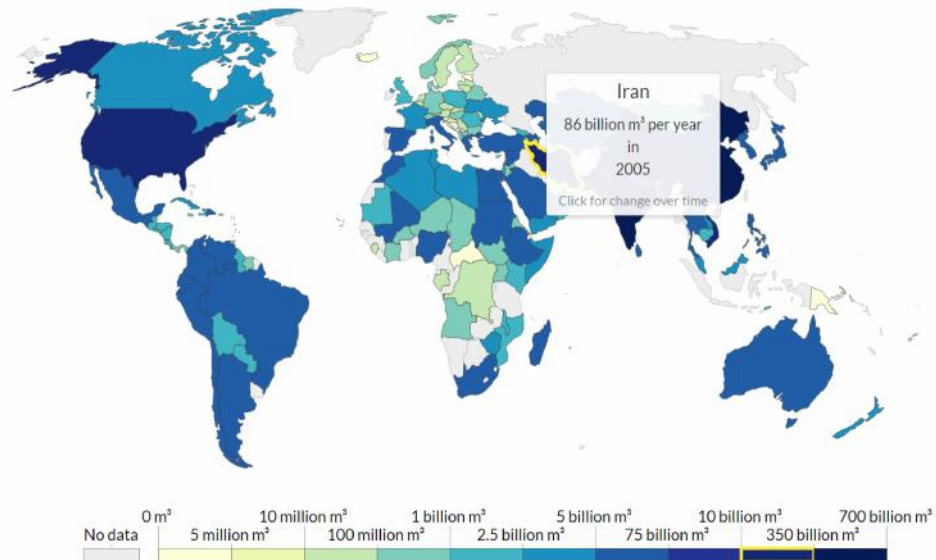 Iran
86 billion m³ per year
in
2005
Click for change over time
0 m³ 10 million m³ 1 billion m³ 5 billion m³ 10 billion m³ 700 billion m³
No data 5 million m³ 100 million m³ 2.5 billion m³ 75 billion m³ 350 billion m³